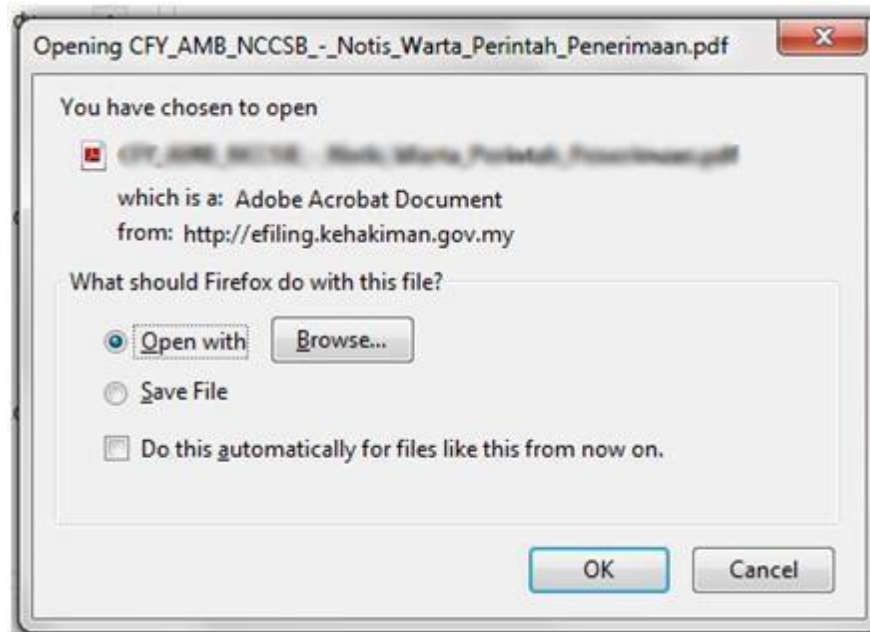 Opening CFY_AMB_NCCSB_-_Notis_Warta_Perintah_Penerimaan.pdf
You have chosen to open
which is a: Adobe Acrobat Document
from: http://efiling.kehakiman.gov.my
What should Firefox do with this file?
Open with Browse...
Save File
Do this automatically for files like this from now on.
OK Cancel